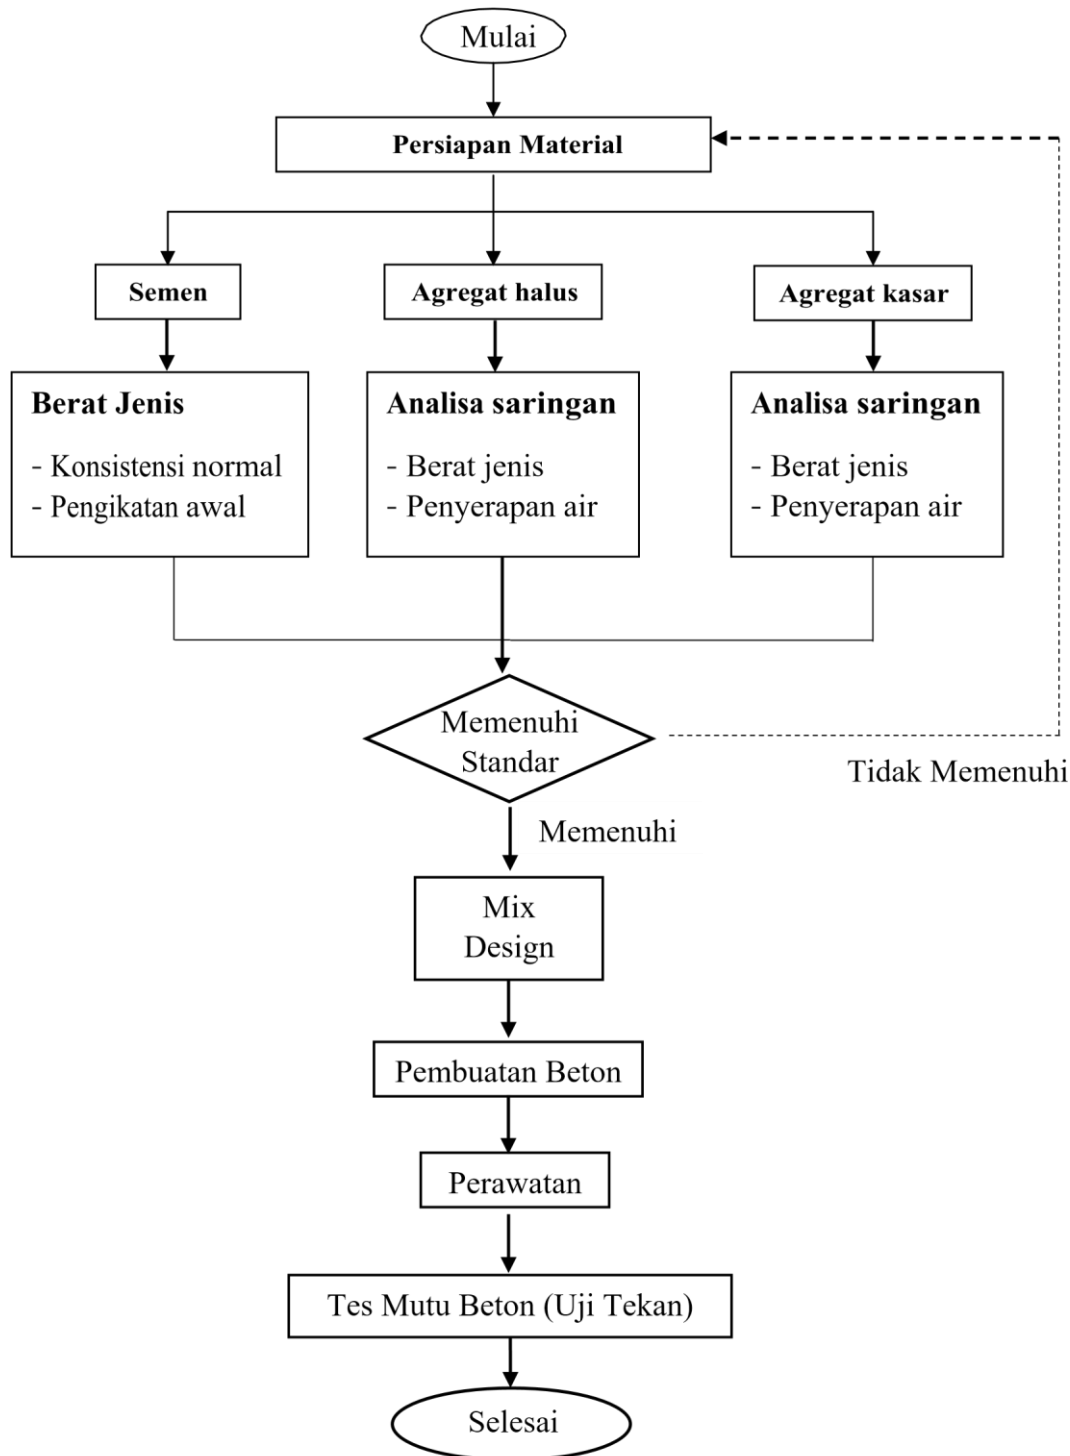 Mulai
Persiapan Material
Semen
Agregat halus
Agregat kasar
Berat Jenis
- Konsistensi normal
- Pengikatan awal
Analisa saringan
- Berat jenis
- Penyerapan air
Analisa saringan
- Berat jenis
- Penyerapan air
Memenuhi
Standar
Tidak Memenuhi
Memenuhi
Mix
Design
Pembuatan Beton
Perawatan
Tes Mutu Beton (Uji Tekan)
Selesai